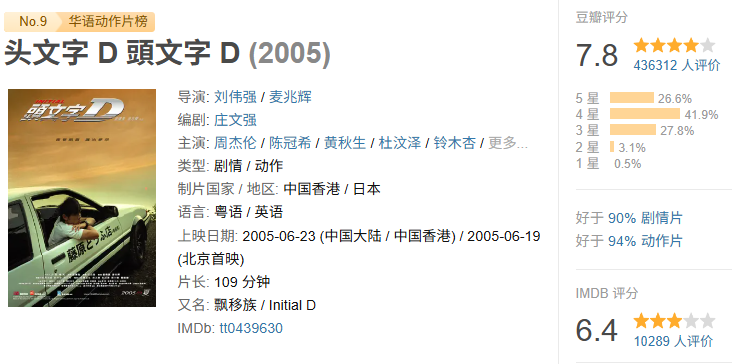 No.9 华语动作片榜
头文字 D 頭文字 D (2005)
頭文字D
藤原とうふ店
2005
导演: 刘伟强 / 麦兆辉
编剧: 庄文强
主演: 周杰伦 / 陈冠希 / 黄秋生 / 杜汶泽 / 铃木杏 / 更多...
类型: 剧情 / 动作
制片国家 / 地区: 中国香港 / 日本
语言: 粤语 / 英语
上映日期: 2005-06-23 (中国大陆 / 中国香港) / 2005-06-19
(北京首映)
片长: 109 分钟
又名: 飘移族 / Initial D
IMDb: tt0439630
豆瓣评分
7.8
436312 人评价
5 星 26.6%
4 星 41.9%
3 星 27.8%
2 星 3.1%
1 星 0.5%
好于 90% 剧情片
好于 94% 动作片
IMDB 评分
6.4
10289 人评价